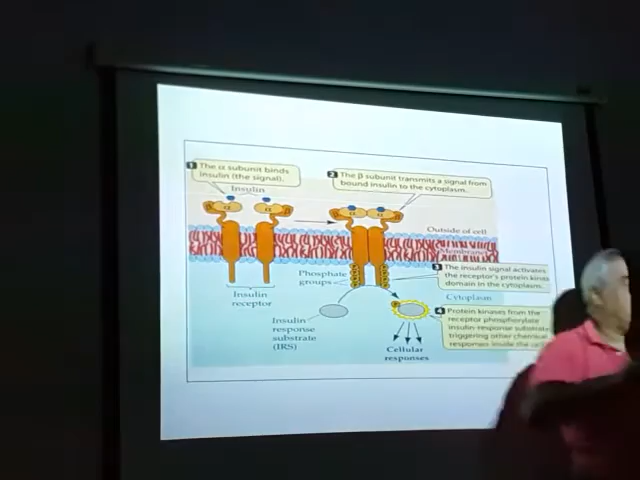 1 The α subunit binds
insulin (the signal).
2 The β subunit transmits a signal from
bound insulin to the cytoplasm.
Insulin
α
β
α
β
α
α
β
Outside of cell
Membrane
3 The insulin signal activates
the receptor's protein kinase
domain in the cytoplasm.
Phosphate
groups
Cytoplasm
Insulin
receptor
4 Protein kinases from the
receptor phosphorylate
insulin-response substrate
triggering other chemical
responses inside the
Insulin
response
substrate
(IRS)
P
Cellular
responses